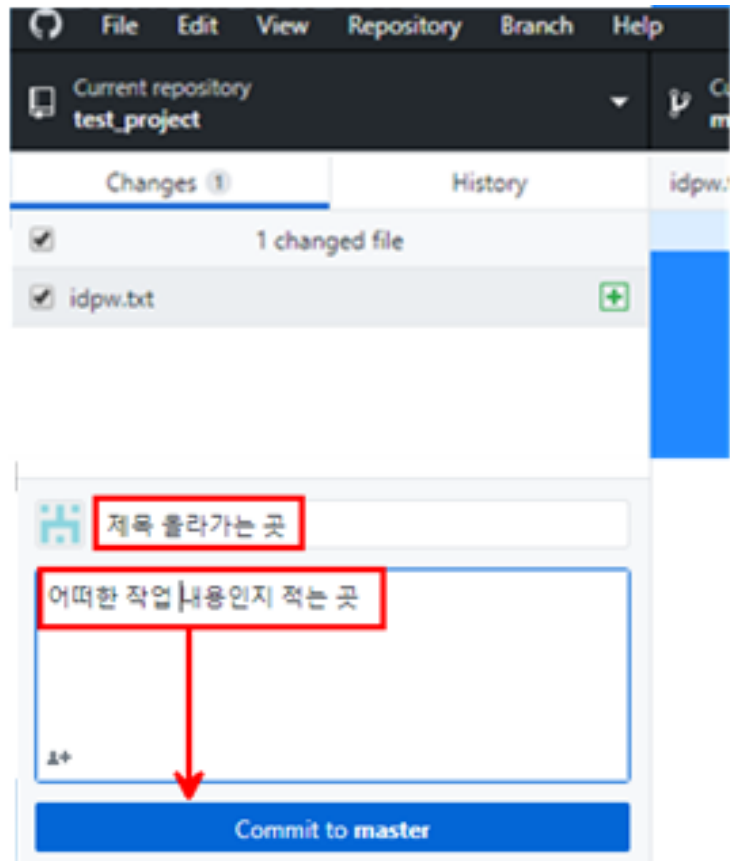 File Edit View Repository Branch Help
Current repository
test_project
Changes 1 History
idpw.
1 changed file
idpw.txt
제목 올라가는 곳
어떠한 작업 내용인지 적는 곳
Commit to master